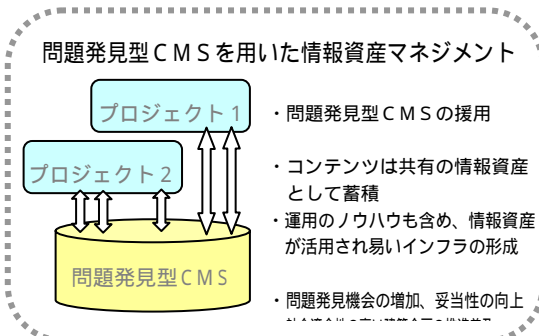 問題発見型CMSを用いた情報資産マネジメント
プロジェクト1
プロジェクト2
問題発見型CMS
・問題発見型CMSの援用
・コンテンツは共有の情報資産
として蓄積
・運用のノウハウも含め、情報資産
が活用され易いインフラの形成
・問題発見機会の増加、妥当性の向上